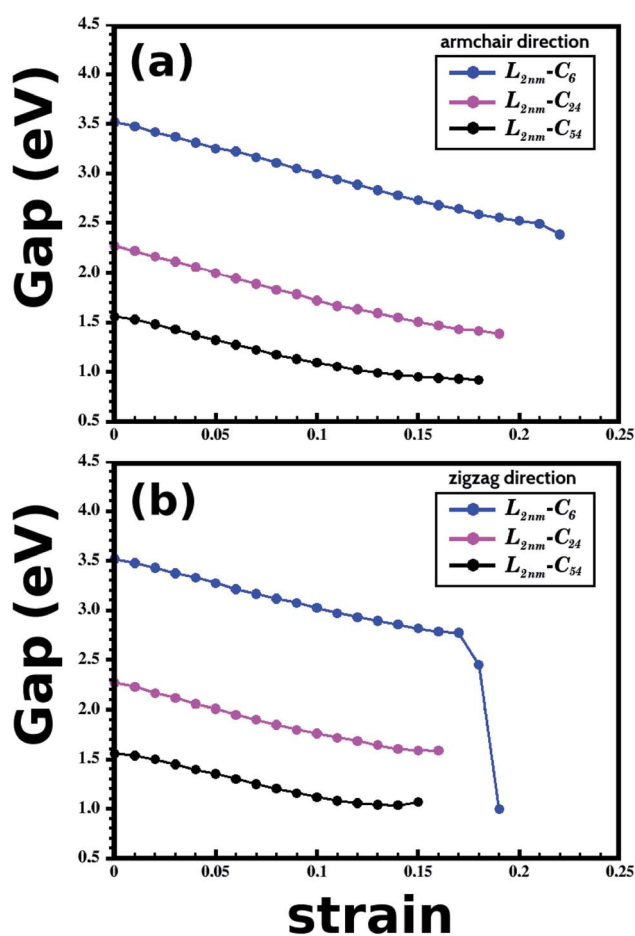 (a)
armchair direction
L2nm-C6
L2nm-C24
L2nm-C54
Gap (eV)
4.5
4.0
3.5
3.0
2.5
2.0
1.5
1.0
0.5
0 0.05 0.1 0.15 0.2 0.25
(b)
zigzag direction
L2nm-C6
L2nm-C24
L2nm-C54
Gap (eV)
4.5
4.0
3.5
3.0
2.5
2.0
1.5
1.0
0.5
0 0.05 0.1 0.15 0.2 0.25
strain